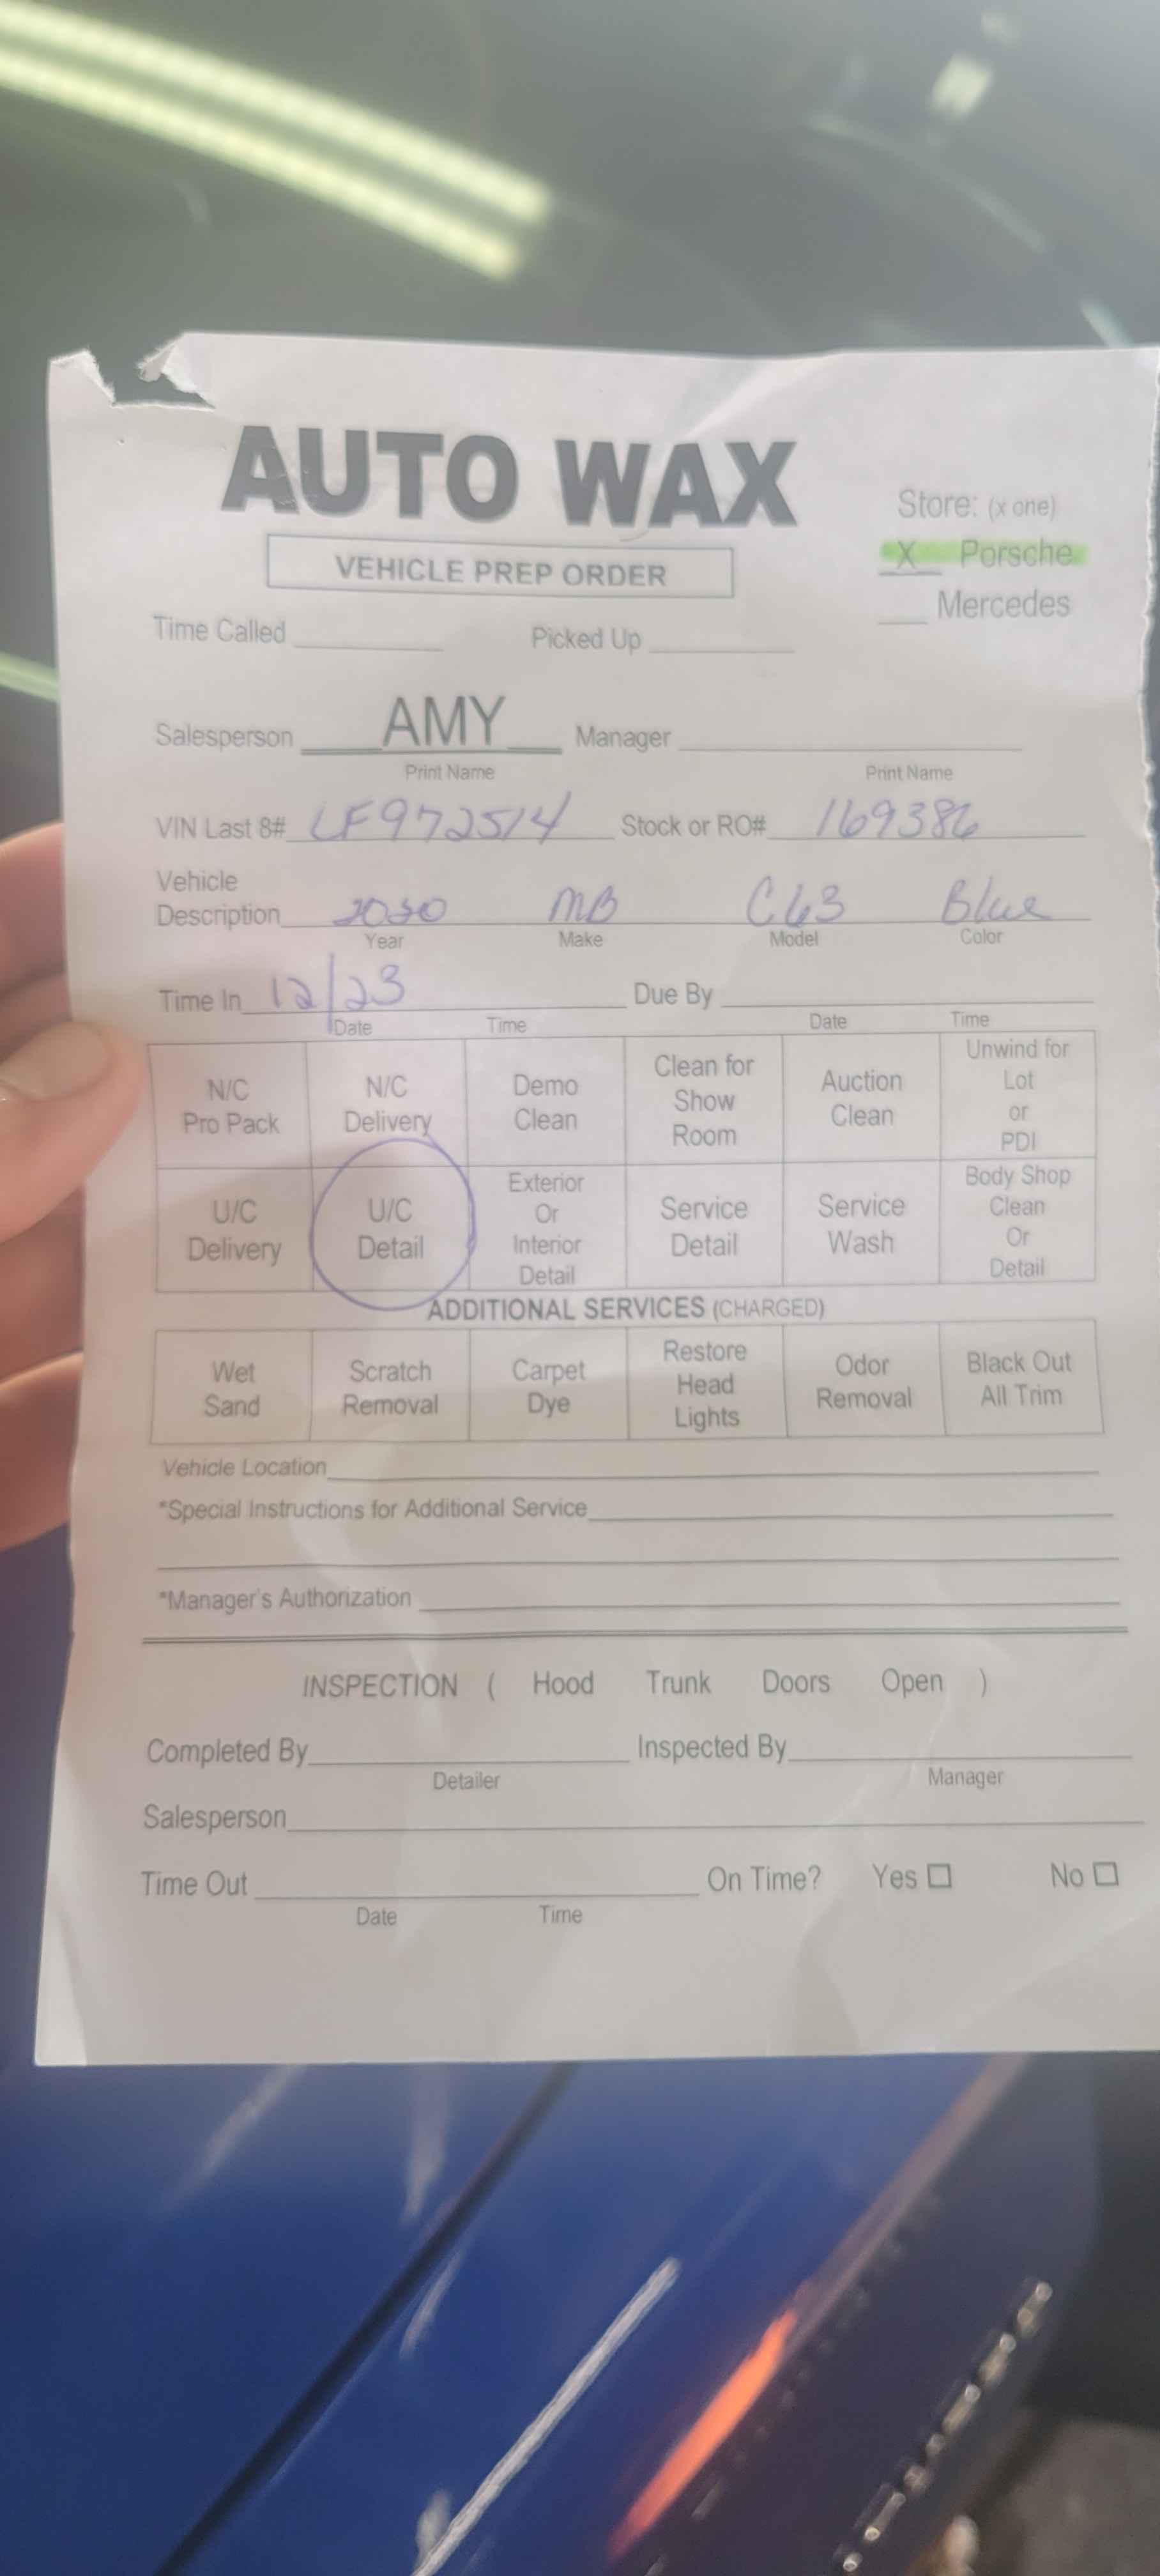 AUTO WAX
Store: (x one)
VEHICLE PREP ORDER
X Porsche
Mercedes
Time Called Picked Up
Salesperson AMY Manager
Print Name Print Name
VIN Last 8# LF972514 Stock or RO# 169386
Vehicle
Description 2020 MB C63 Blue
Year Make Model Color
Time In 12/23 Due By
Date Time Date Time
N/C Pro Pack N/C Delivery Demo Clean Clean for Show Room Auction Clean Unwind for Lot or PDI
U/C Delivery U/C Detail Exterior Or Interior Detail Service Detail Service Wash Body Shop Clean Or Detail
ADDITIONAL SERVICES (CHARGED)
Wet Sand Scratch Removal Carpet Dye Restore Head Lights Odor Removal Black Out All Trim
Vehicle Location
*Special Instructions for Additional Service
*Manager's Authorization
INSPECTION ( Hood Trunk Doors Open )
Completed By Inspected By
Detailer Manager
Salesperson
Time Out On Time? Yes ☐ No ☐
Date Time